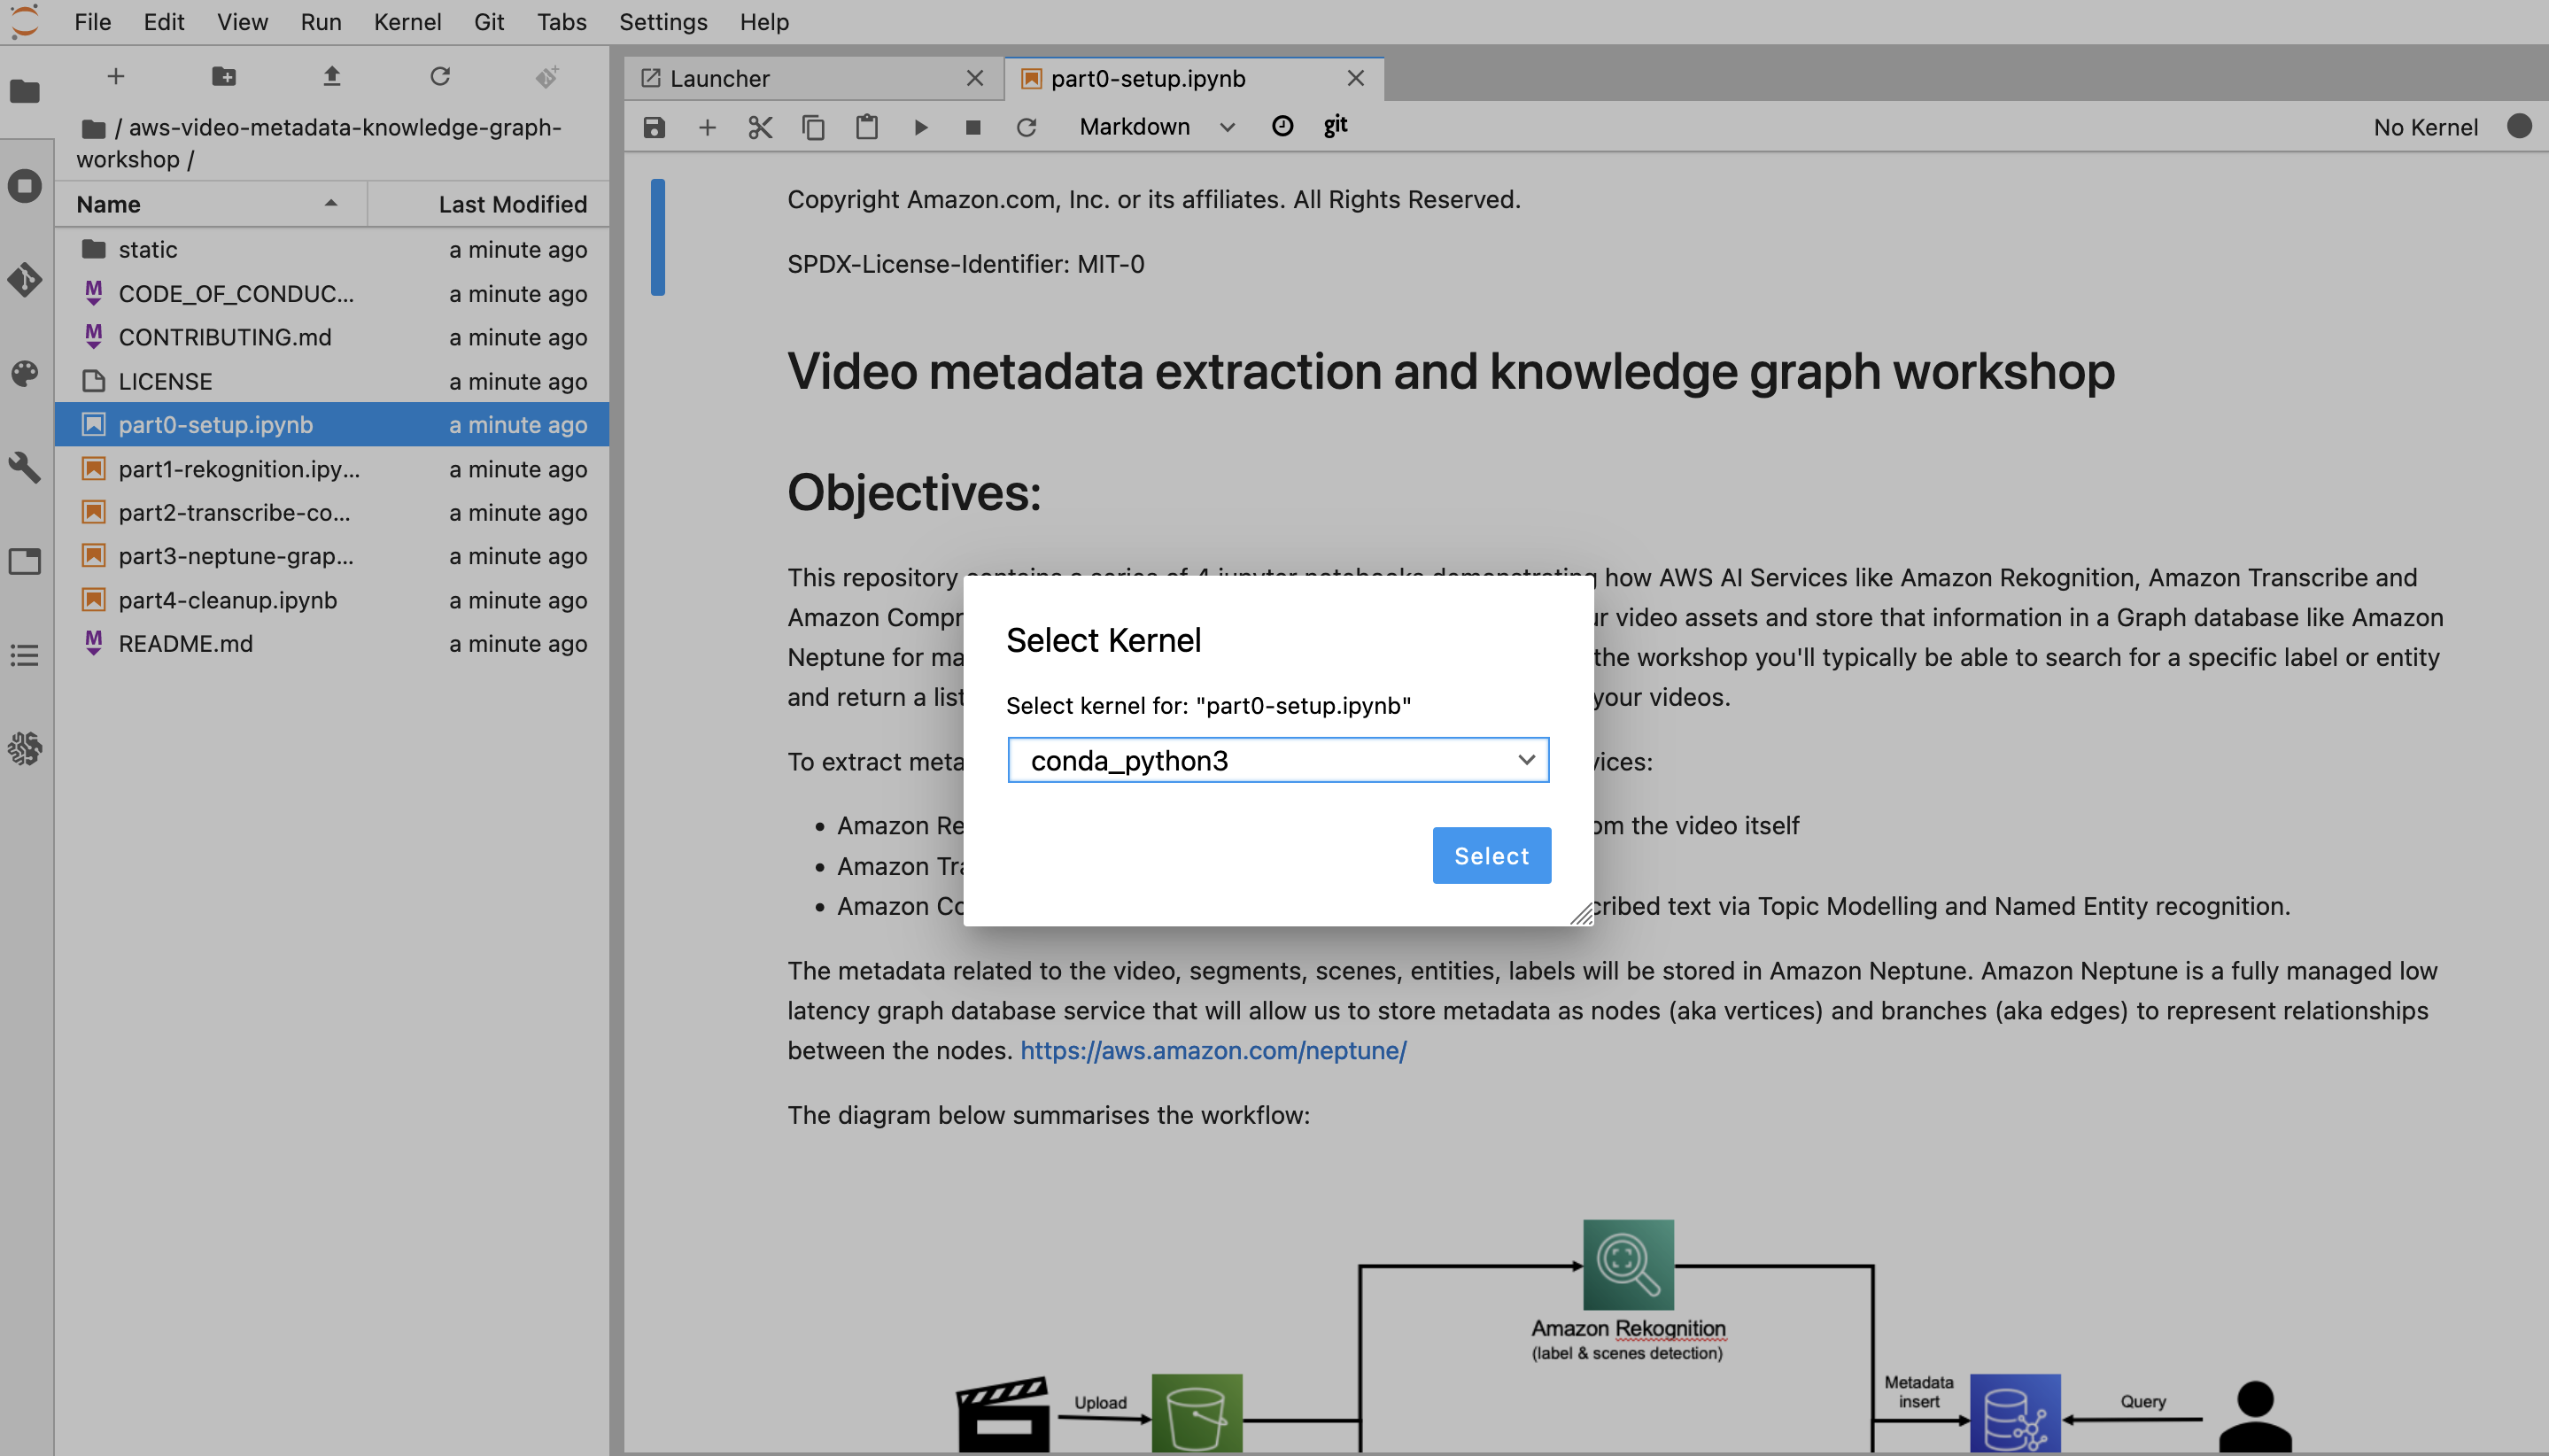 File Edit View Run Kernel Git Tabs Settings Help
/ aws-video-metadata-knowledge-graph-
workshop /
Name Last Modified
static a minute ago
CODE_OF_CONDUC... a minute ago
CONTRIBUTING.md a minute ago
LICENSE a minute ago
part0-setup.ipynb a minute ago
part1-rekognition.ipy... a minute ago
part2-transcribe-co... a minute ago
part3-neptune-grap... a minute ago
part4-cleanup.ipynb a minute ago
README.md a minute ago
Launcher part0-setup.ipynb
Markdown git No Kernel
Copyright Amazon.com, Inc. or its affiliates. All Rights Reserved.
SPDX-License-Identifier: MIT-0
Video metadata extraction and knowledge graph workshop
Objectives:
This repository contains a series of 4 jupyter notebooks demonstrating how AWS AI Services like Amazon Rekognition, Amazon Transcribe and
Amazon Compr ur video assets and store that information in a Graph database like Amazon
Neptune for ma the workshop you'll typically be able to search for a specific label or entity
and return a list your videos.
To extract meta vices:
Amazon Re om the video itself
Amazon Tra
Amazon Co cribed text via Topic Modelling and Named Entity recognition.
Select Kernel
Select kernel for: "part0-setup.ipynb"
conda_python3
Select
The metadata related to the video, segments, scenes, entities, labels will be stored in Amazon Neptune. Amazon Neptune is a fully managed low
latency graph database service that will allow us to store metadata as nodes (aka vertices) and branches (aka edges) to represent relationships
between the nodes. https://aws.amazon.com/neptune/
The diagram below summarises the workflow:
Amazon Rekognition
(label & scenes detection)
Upload
Metadata
insert
Query